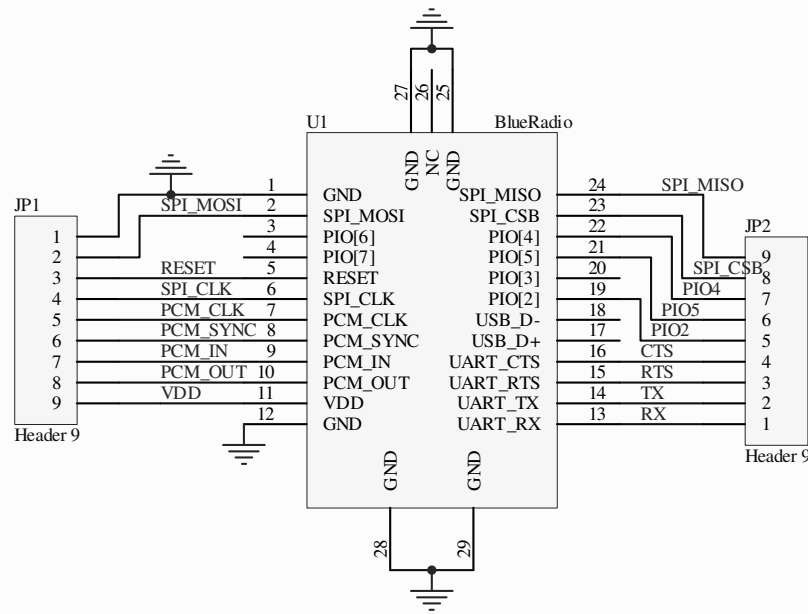 27
26
25
U1
BlueRadio
GND
NC
GND
1
GND
SPI_MISO
24
SPI_MISO
JP1
SPI_MOSI
2
SPI_MOSI
SPI_CSB
23
JP2
1
3
PIO[6]
PIO[4]
22
2
4
PIO[7]
PIO[5]
21
9
3
RESET
5
RESET
PIO[3]
20
SPI_CSB
8
4
SPI_CLK
6
SPI_CLK
PIO[2]
19
PIO4
7
5
PCM_CLK
7
PCM_CLK
USB_D-
18
PIO5
6
6
PCM_SYNC
8
PCM_SYNC
USB_D+
17
PIO2
5
7
PCM_IN
9
PCM_IN
UART_CTS
16
CTS
4
8
PCM_OUT
10
PCM_OUT
UART_RTS
15
RTS
3
9
VDD
11
VDD
UART_TX
14
TX
2
12
GND
UART_RX
13
RX
1
Header 9
Header 9
GND
GND
28
29